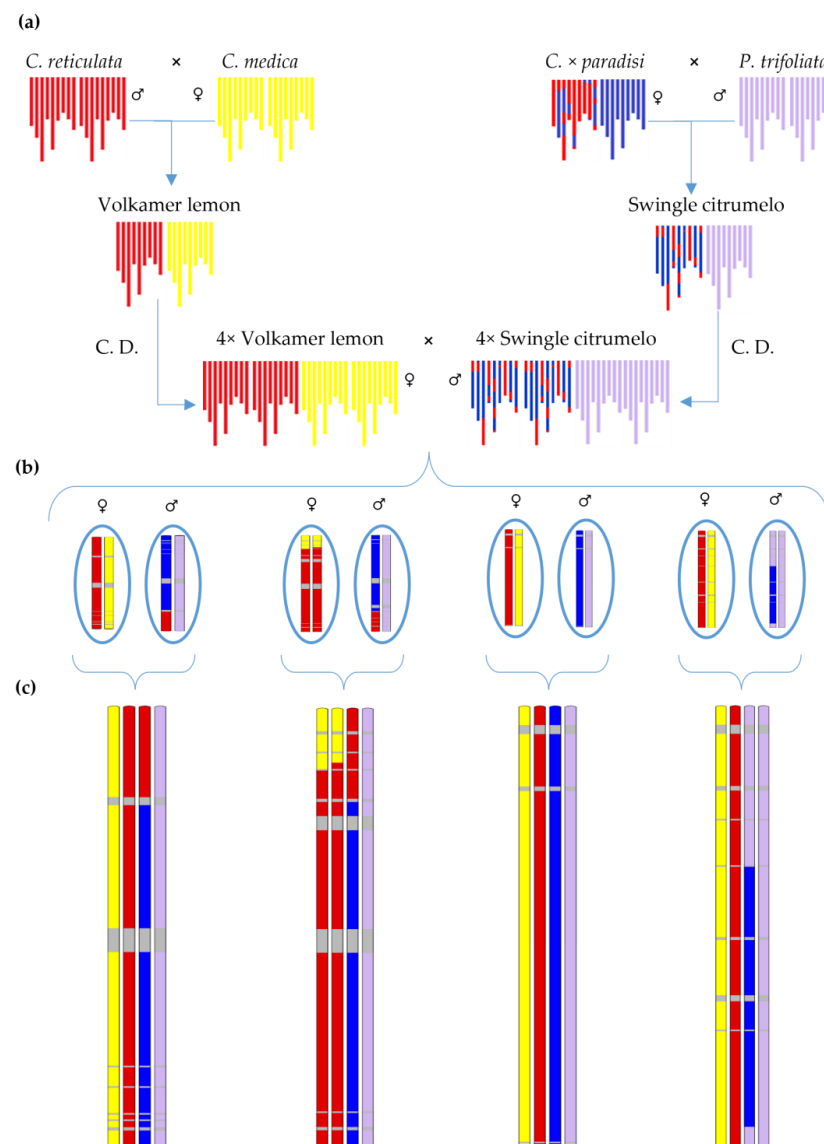 (a)
C. reticulata × C. medica
C. × paradisi × P. trifoliata
♂ ♀
♀ ♂
Volkamer lemon
Swingle citrumelo
4× Volkamer lemon × 4× Swingle citrumelo
C. D.
C. D.
♀ ♂
(b)
♀ ♂ ♀ ♂ ♀ ♂ ♀ ♂
(c)